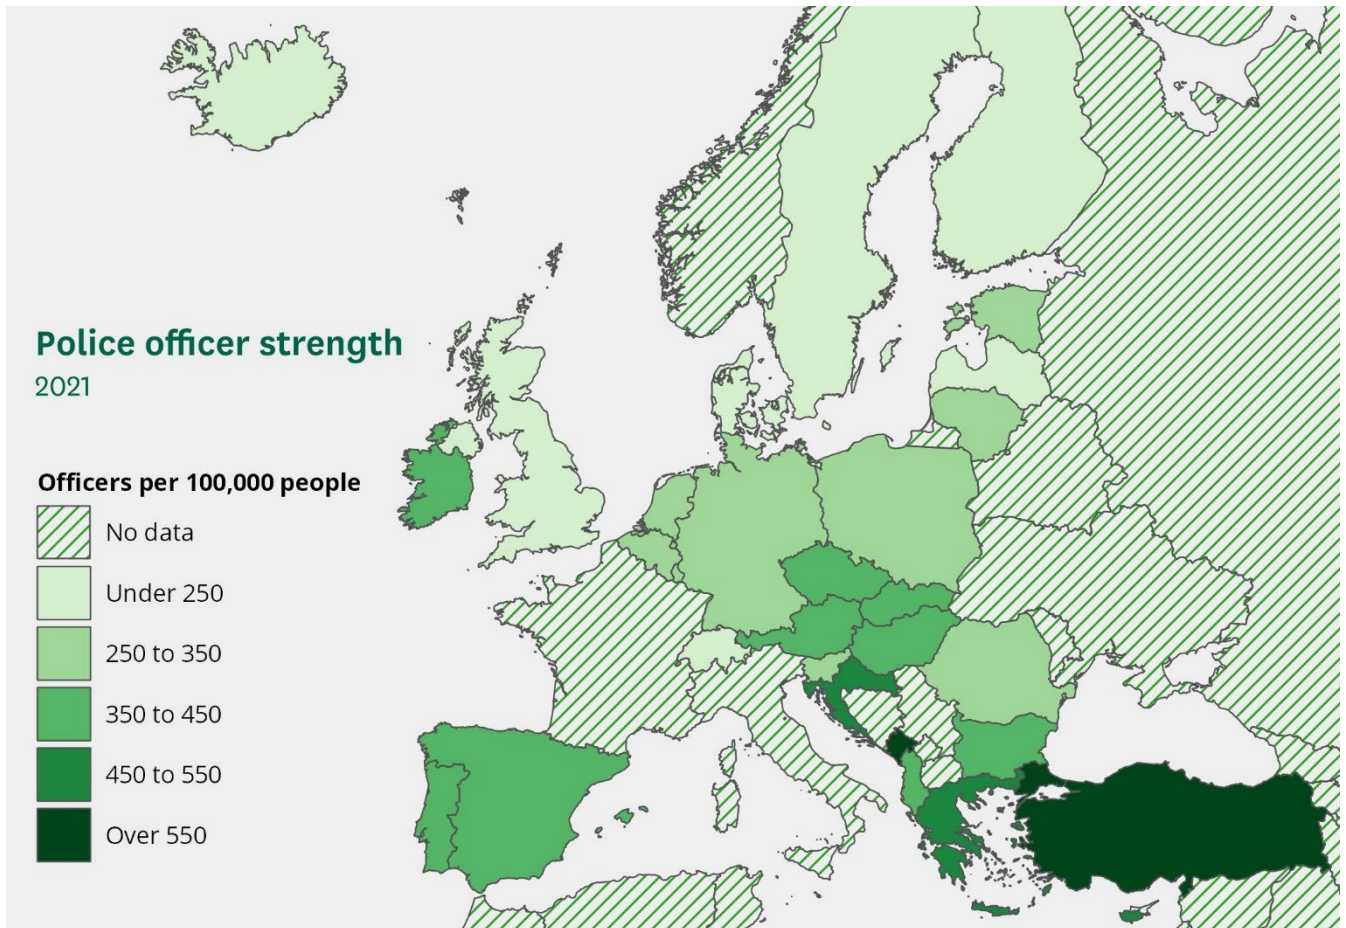 Police officer strength
2021
Officers per 100,000 people
No data
Under 250
250 to 350
350 to 450
450 to 550
Over 550